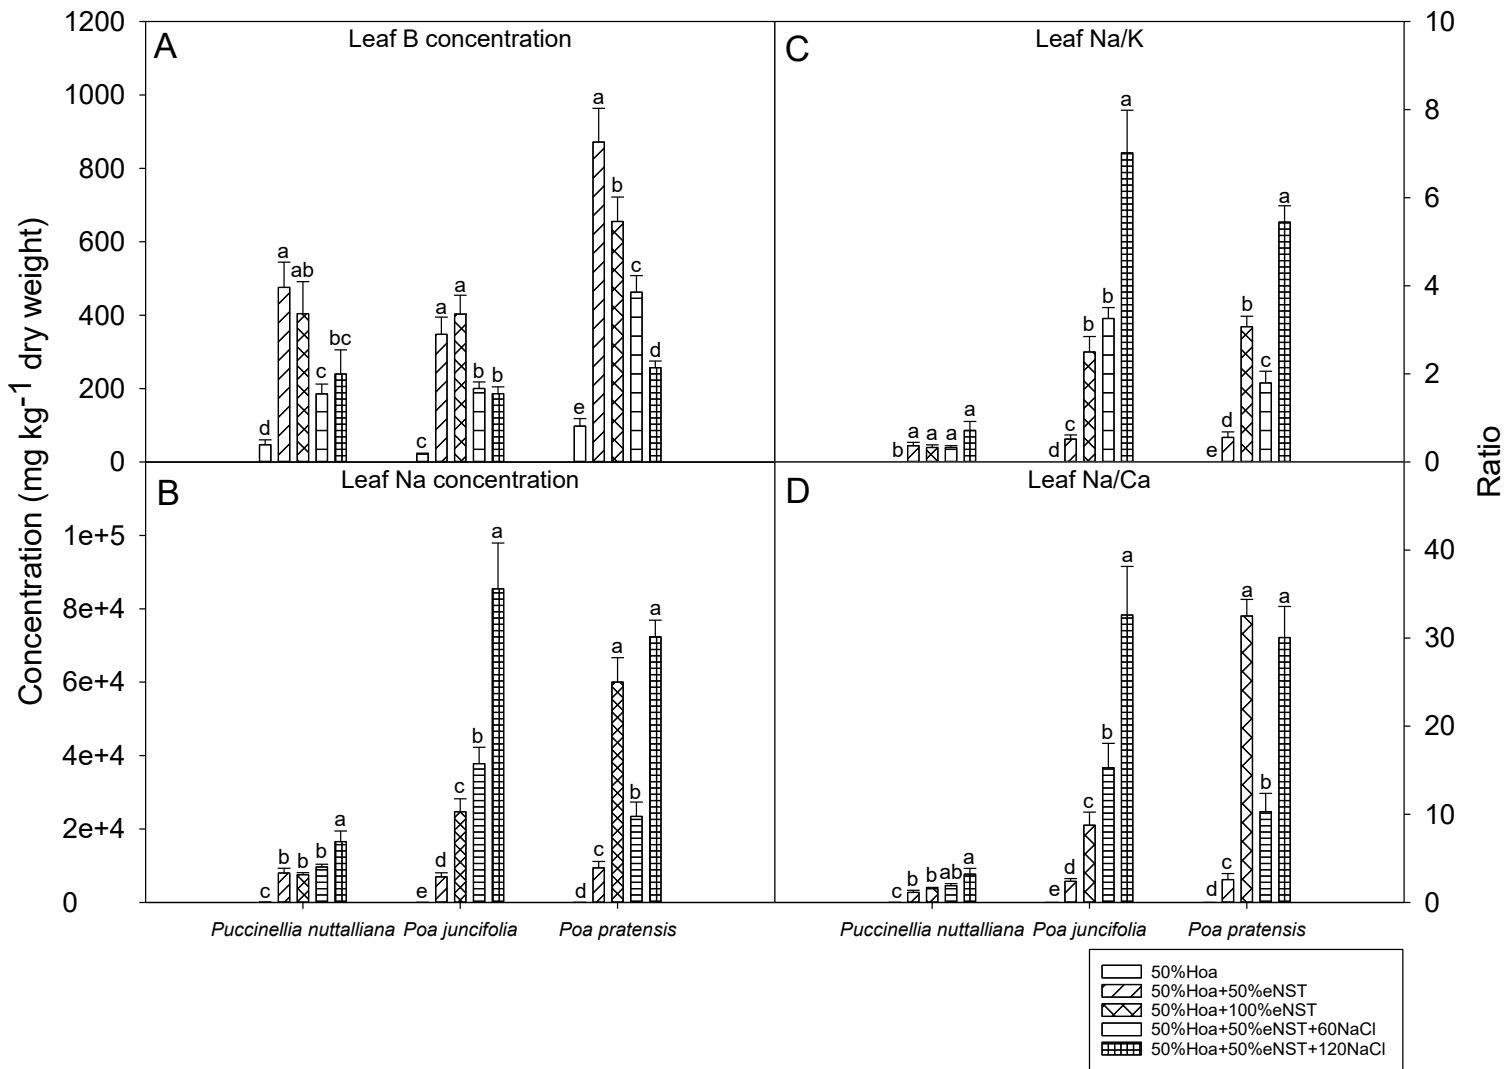 Concentration (mg kg-1 dry weight)
Ratio
A
Leaf B concentration
1200
1000
800
600
400
200
0
d a ab c bc
c a a b b
e a b c d
C
Leaf Na/K
10
8
6
4
2
0
b a a a a
d c b b a
e d b c a
B
Leaf Na concentration
1e+5
8e+4
6e+4
4e+4
2e+4
0
c b b b a
e d c b a
d c a b a
Puccinellia nuttalliana Poa juncifolia Poa pratensis
D
Leaf Na/Ca
40
30
20
10
0
c b b ab a
e d c b a
d c a b a
Puccinellia nuttalliana Poa juncifolia Poa pratensis
50%Hoa
50%Hoa+50%eNST
50%Hoa+100%eNST
50%Hoa+50%eNST+60NaCl
50%Hoa+50%eNST+120NaCl